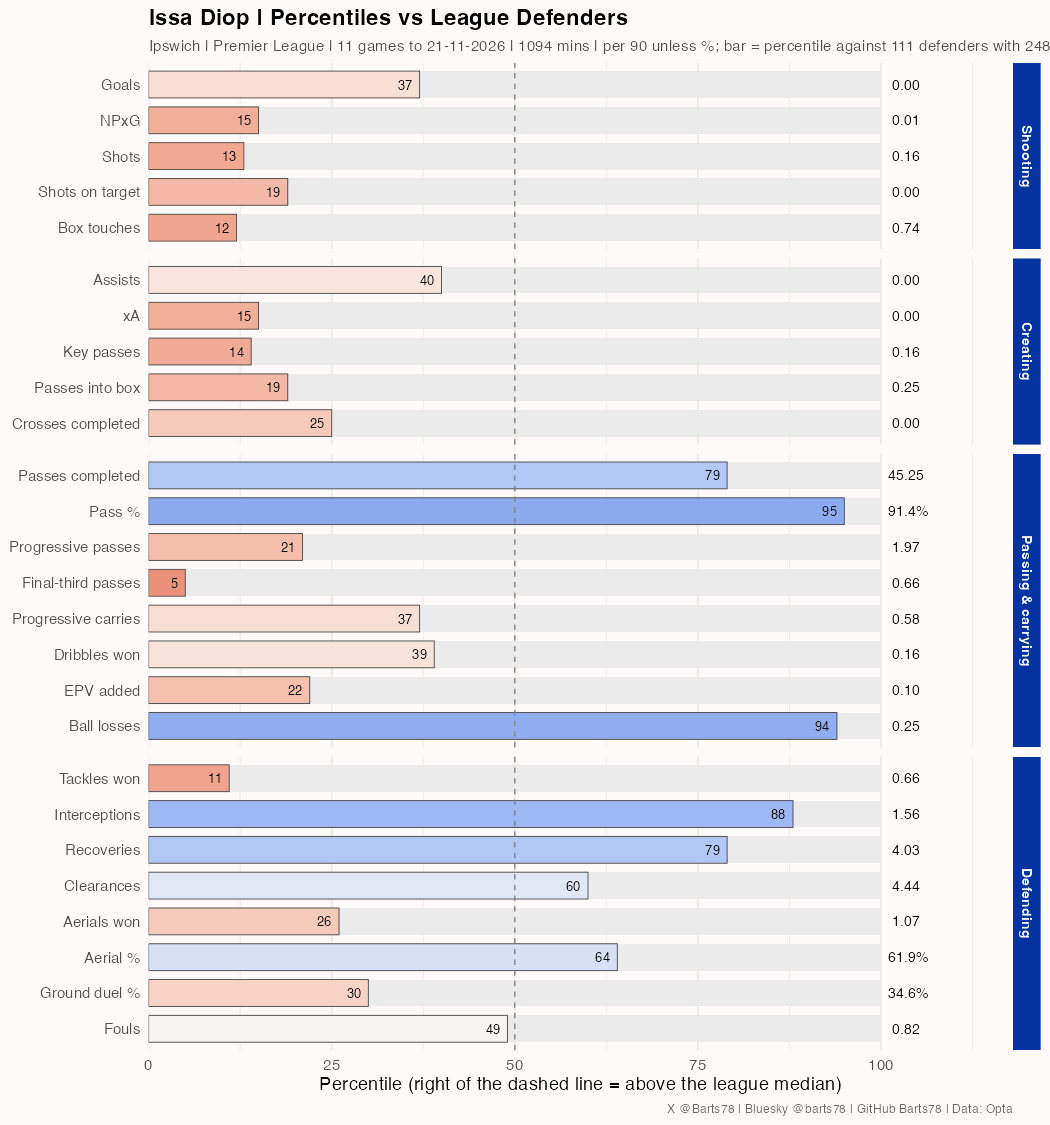 Issa Diop | Percentiles vs League Defenders
Ipswich | Premier League | 11 games to 21-11-2026 | 1094 mins | per 90 unless %; bar = percentile against 111 defenders with 248
Shooting
Goals 37 0.00
NPxG 15 0.01
Shots 13 0.16
Shots on target 19 0.00
Box touches 12 0.74
Creating
Assists 40 0.00
xA 15 0.00
Key passes 14 0.16
Passes into box 19 0.25
Crosses completed 25 0.00
Passing & carrying
Passes completed 79 45.25
Pass % 95 91.4%
Progressive passes 21 1.97
Final-third passes 5 0.66
Progressive carries 37 0.58
Dribbles won 39 0.16
EPV added 22 0.10
Ball losses 94 0.25
Defending
Tackles won 11 0.66
Interceptions 88 1.56
Recoveries 79 4.03
Clearances 60 4.44
Aerials won 26 1.07
Aerial % 64 61.9%
Ground duel % 30 34.6%
Fouls 49 0.82
0 25 50 75 100
Percentile (right of the dashed line = above the league median)
X @Barts78 | Bluesky @barts78 | GitHub Barts78 | Data: Opta